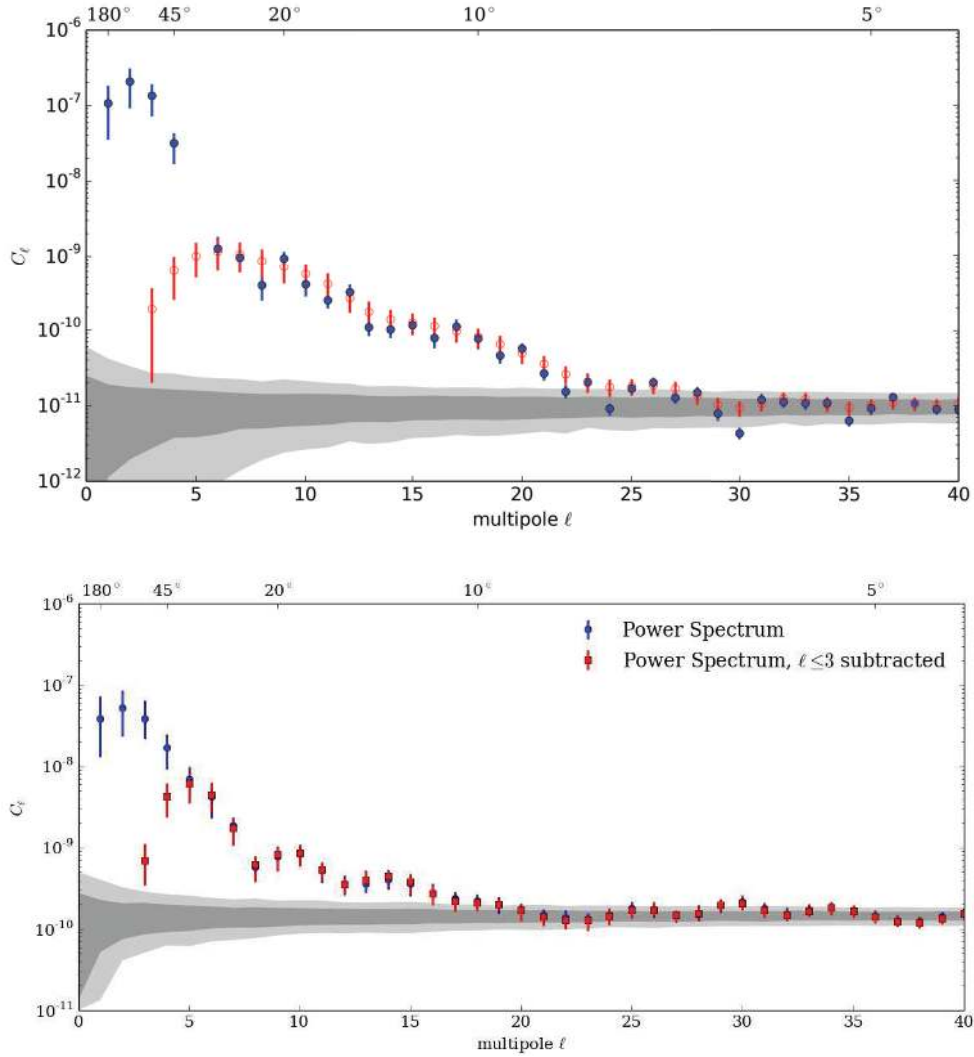 180° 45° 20° 10° 5°
10⁻⁶
10⁻⁷
10⁻⁸
10⁻⁹
10⁻¹⁰
10⁻¹¹
10⁻¹²
C_ℓ
0 5 10 15 20 25 30 35 40
multipole ℓ
180° 45° 20° 10° 5°
10⁻⁶
10⁻⁷
10⁻⁸
10⁻⁹
10⁻¹⁰
10⁻¹¹
C_ℓ
Power Spectrum
Power Spectrum, ℓ ≤3 subtracted
0 5 10 15 20 25 30 35 40
multipole ℓ